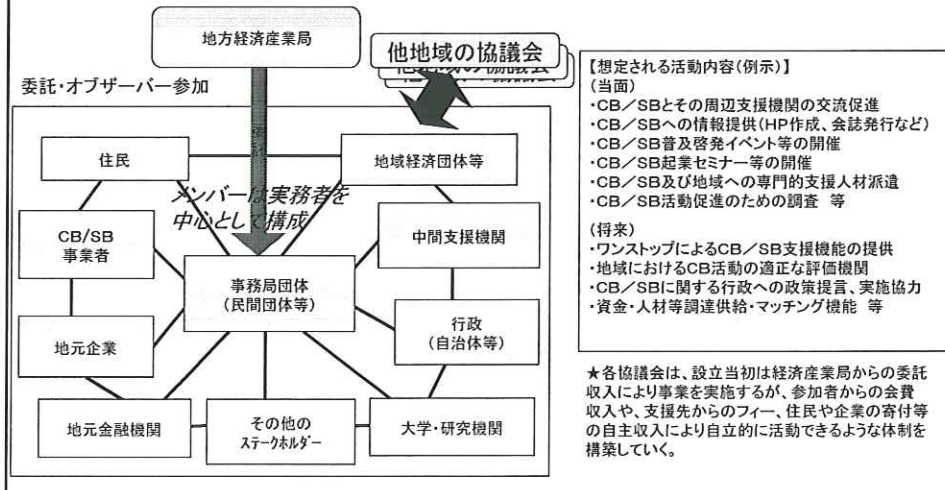 地方経済産業局
他地域の協議会
他地域の協議会
委託・オブザーバー参加
委託
住民
地域経済団体等
メンバーは実務者を
中心として構成
CB/SB
事業者
中間支援機関
事務局団体
(民間団体等)
地元企業
行政
(自治体等)
地元金融機関
その他の
ステークホルダー
大学・研究機関
【想定される活動内容(例示)】
(当面)
・CB/SBとその周辺支援機関の交流促進
・CB/SBへの情報提供(HP作成、会誌発行など)
・CB/SB普及啓発イベント等の開催
・CB/SB起業セミナー等の開催
・CB/SB及び地域への専門的支援人材派遣
・CB/SB活動促進のための調査 等
(将来)
・ワンストップによるCB/SB支援機能の提供
・地域におけるCB活動の適正な評価機関
・CB/SBに関する行政への政策提言、実施協力
・資金・人材等調達供給・マッチング機能 等
★各協議会は、設立当初は経済産業局からの委託
収入により事業を実施するが、参加者からの会費
収入や、支援先からのフィー、住民や企業の寄付等
の自主収入により自立的に活動できるような体制を
構築していく。